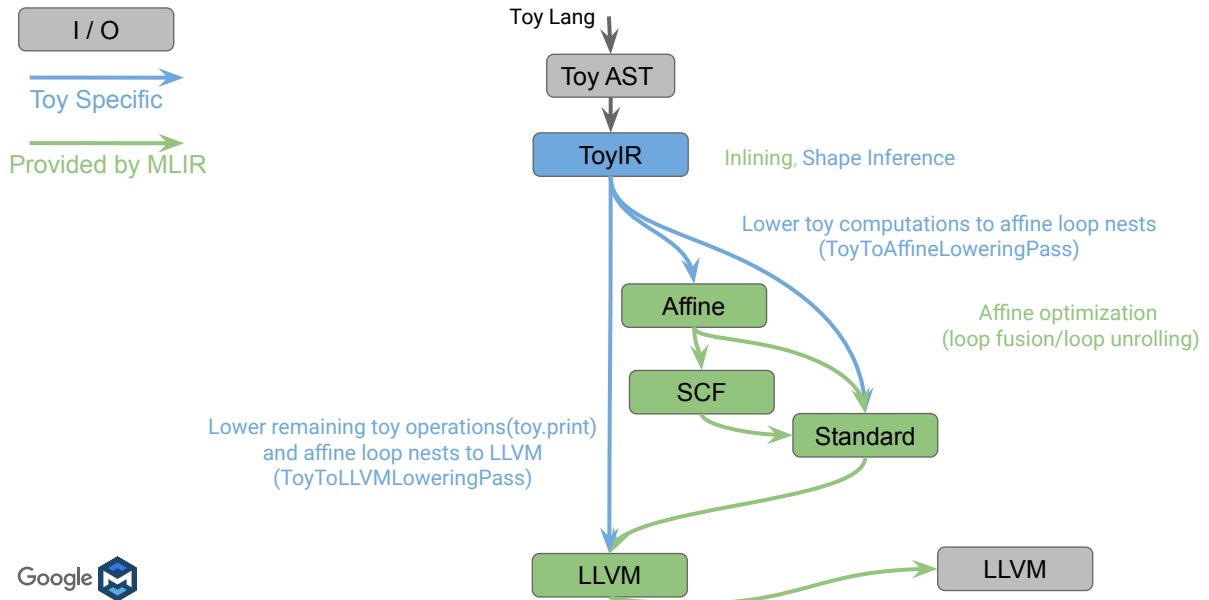 I / O
Toy Specific
Provided by MLIR
Toy Lang
Toy AST
ToyIR
Inlining, Shape Inference
Lower toy computations to affine loop nests
(ToyToAffineLoweringPass)
Affine
Affine optimization
(loop fusion/loop unrolling)
SCF
Standard
Lower remaining toy operations(toy.print)
and affine loop nests to LLVM
(ToyToLLVMLoweringPass)
LLVM
LLVM
Google